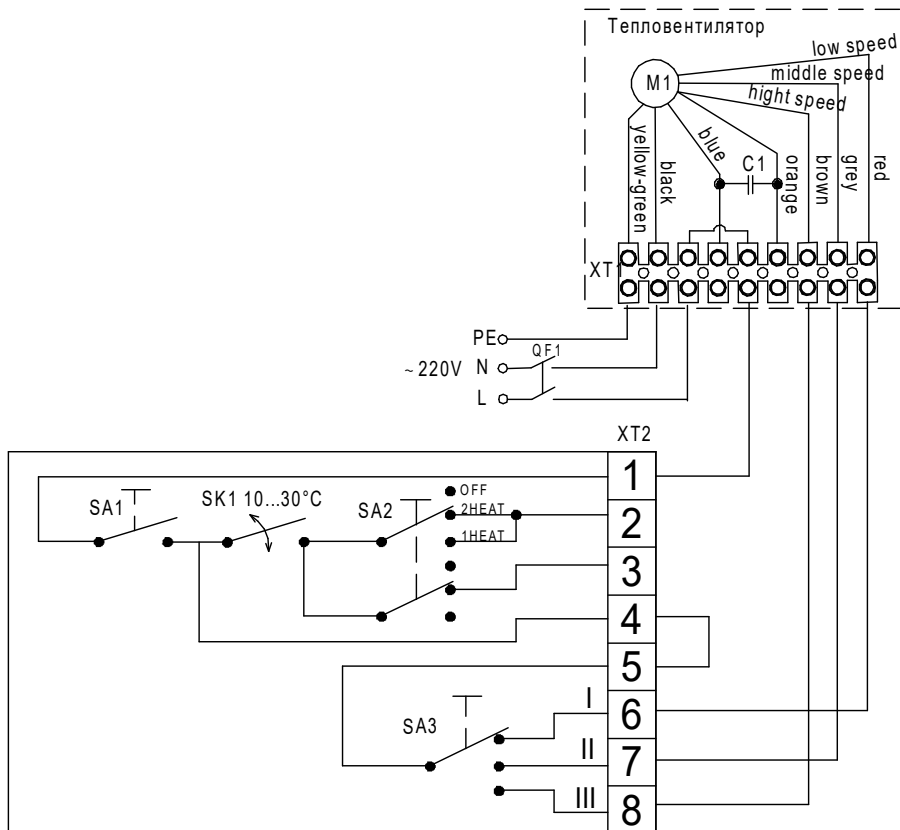 Тепловентилятор
low speed
M1
middle speed
hight speed
yellow-green
black
blue
C1
orange
brown
grey
red
XT1
PE
QF1
~ 220V N
L
XT2
1
SA1
SK1 10...30°C
SA2
OFF
2HEAT
1HEAT
2
3
4
5
SA3
I
6
II
7
III
8